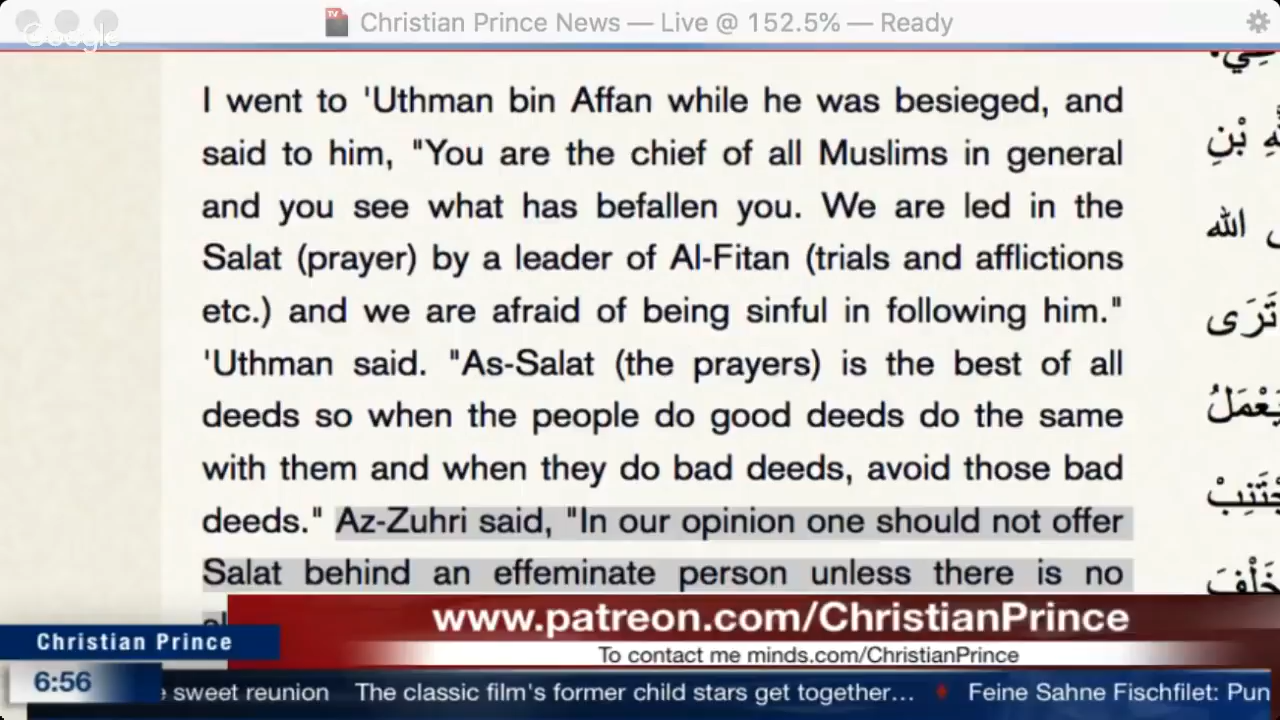 Christian Prince News — Live @ 152.5% — Ready
Google
I went to 'Uthman bin Affan while he was besieged, and
said to him, "You are the chief of all Muslims in general
and you see what has befallen you. We are led in the
Salat (prayer) by a leader of Al-Fitan (trials and afflictions
etc.) and we are afraid of being sinful in following him."
'Uthman said. "As-Salat (the prayers) is the best of all
deeds so when the people do good deeds do the same
with them and when they do bad deeds, avoid those bad
deeds." Az-Zuhri said, "In our opinion one should not offer
Salat behind an effeminate person unless there is no
بْنِ
الله
تَرَى
www.patreon.com/ChristianPrince
To contact me minds.com/ChristianPrince
Christian Prince
6:56
sweet reunion The classic film's former child stars get together... Feine Sahne Fischfilet: Pun